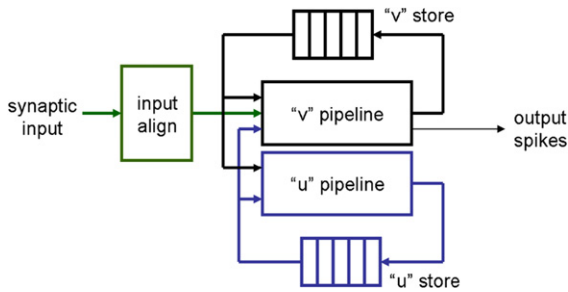 “v” store
synaptic
input
input
align
“v” pipeline
output
spikes
“u” pipeline
“u” store